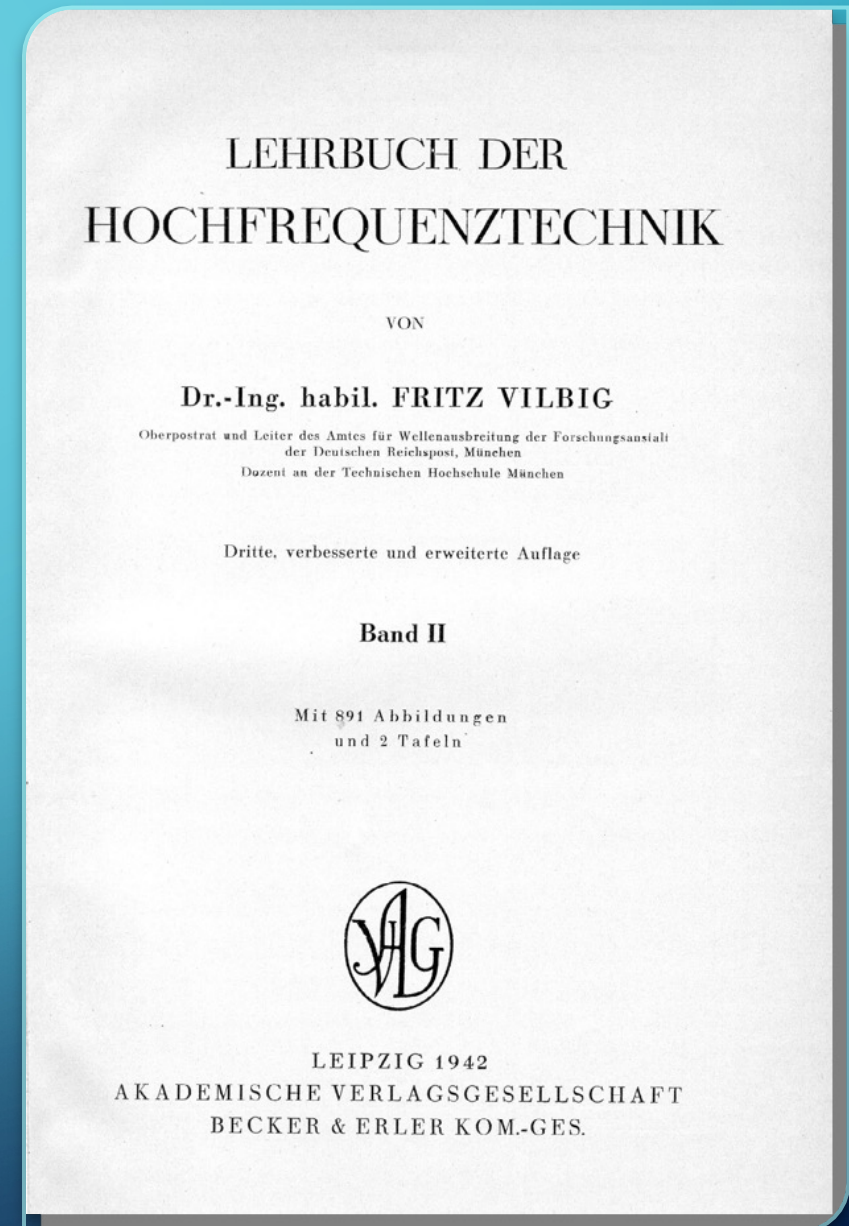 LEHRBUCH DER
HOCHFREQUENZTECHNIK
VON
Dr.-Ing. habil. FRITZ VILBIG
Oberpostrat und Leiter des Amtes für Wellenausbreitung der Forschungsanstalt
der Deutschen Reichspost, München
Dozent an der Technischen Hochschule München
Dritte, verbesserte und erweiterte Auflage
Band II
Mit 891 Abbildungen
und 2 Tafeln
VAG
LEIPZIG 1942
AKADEMISCHE VERLAGSGESELLSCHAFT
BECKER & ERLER KOM.-GES.